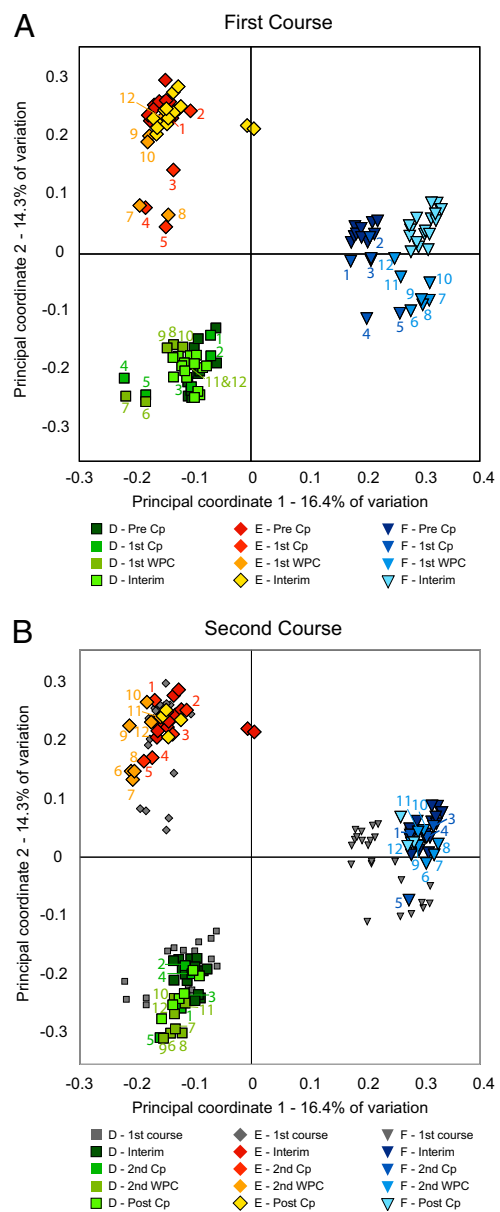 A
First Course
Principal coordinate 2 - 14.3% of variation
0.3
0.2
0.1
0
-0.1
-0.2
-0.3
12
2
1
9
10
3
7
4
8
5
2
1
3
12
11
10
9
7
4
5
6
8
9
8
10
1
2
4
5
3
11&12
7
6
-0.3
-0.2
-0.1
0
0.1
0.2
0.3
0.4
Principal coordinate 1 - 16.4% of variation
D - Pre Cp
E - Pre Cp
F - Pre Cp
D - 1st Cp
E - 1st Cp
F - 1st Cp
D - 1st WPC
E - 1st WPC
F - 1st WPC
D - Interim
E - Interim
F - Interim
B
Second Course
Principal coordinate 2 - 14.3% of variation
0.3
0.2
0.1
0
-0.1
-0.2
-0.3
10
1
2
11
9
12
3
8
4
6
5
7
11
10
3
1
4
12
8
9
7
6
5
2
4
10
3
12
1
11
7
5
9
6
8
-0.3
-0.2
-0.1
0
0.1
0.2
0.3
0.4
Principal coordinate 1 - 16.4% of variation
D - 1st course
E - 1st course
F - 1st course
D - Interim
E - Interim
F - Interim
D - 2nd Cp
E - 2nd Cp
F - 2nd Cp
D - 2nd WPC
E - 2nd WPC
F - 2nd WPC
D - Post Cp
E - Post Cp
F - Post Cp